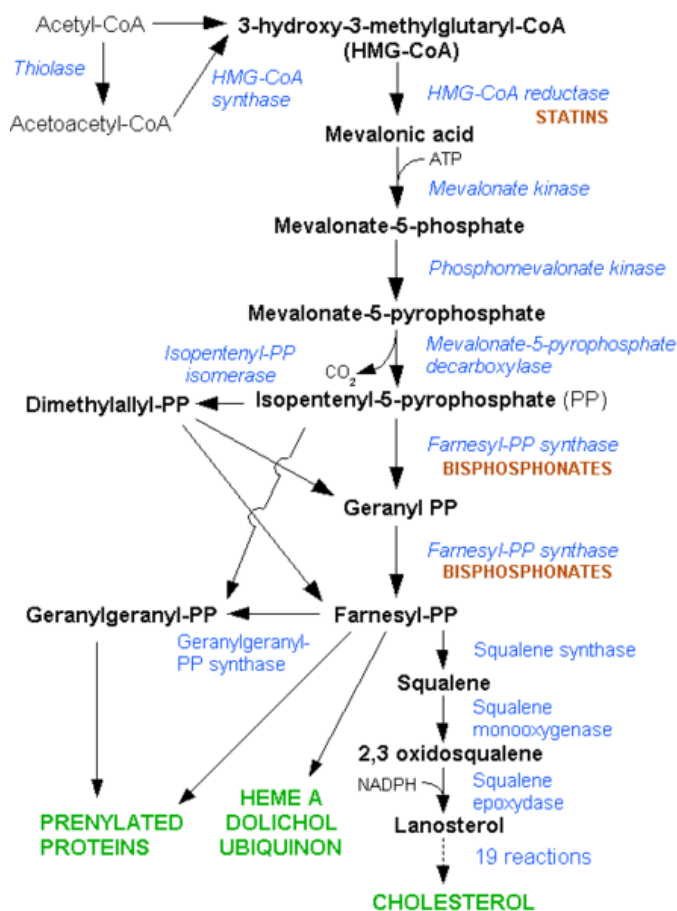 Acetyl-CoA
3-hydroxy-3-methylglutaryl-CoA
(HMG-CoA)
Thiolase
HMG-CoA
synthase
HMG-CoA reductase
STATINS
Acetoacetyl-CoA
Mevalonic acid
ATP
Mevalonate kinase
Mevalonate-5-phosphate
Phosphomevalonate kinase
Mevalonate-5-pyrophosphate
Isopentenyl-PP
isomerase
CO2
Mevalonate-5-pyrophosphate
decarboxylase
Dimethylallyl-PP
Isopentenyl-5-pyrophosphate (PP)
Farnesyl-PP synthase
BISPHOSPHONATES
Geranyl PP
Farnesyl-PP synthase
BISPHOSPHONATES
Geranylgeranyl-PP
Farnesyl-PP
Geranylgeranyl-
PP synthase
Squalene synthase
Squalene
Squalene
monooxygenase
2,3 oxidosqualene
NADPH
Squalene
epoxydase
Lanosterol
PRENYLATED
PROTEINS
HEME A
DOLICHOL
UBIQUINON
19 reactions
CHOLESTEROL